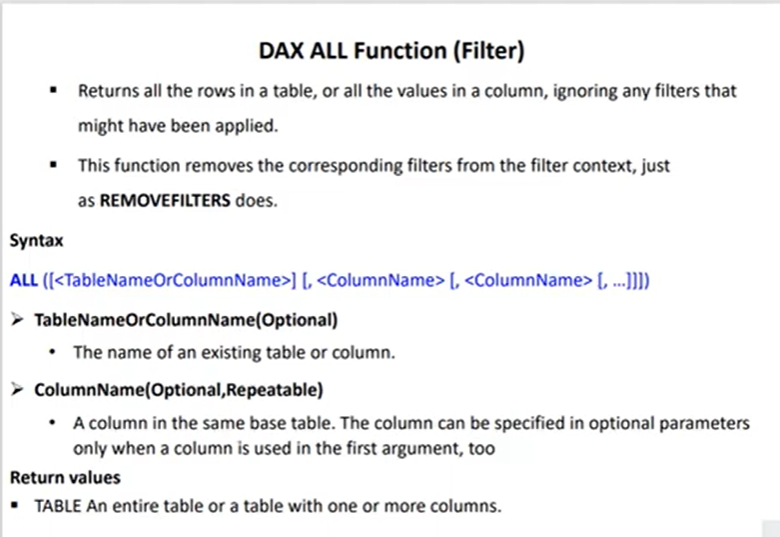 DAX ALL Function (Filter)
▪ Returns all the rows in a table, or all the values in a column, ignoring any filters that
might have been applied.
▪ This function removes the corresponding filters from the filter context, just
as REMOVEFILTERS does.
Syntax
ALL ([<TableNameOrColumnName>] [, <ColumnName> [, <ColumnName> [, …]]]])
➢ TableNameOrColumnName(Optional)
• The name of an existing table or column.
➢ ColumnName(Optional,Repeatable)
• A column in the same base table. The column can be specified in optional parameters
only when a column is used in the first argument, too
Return values
▪ TABLE An entire table or a table with one or more columns.